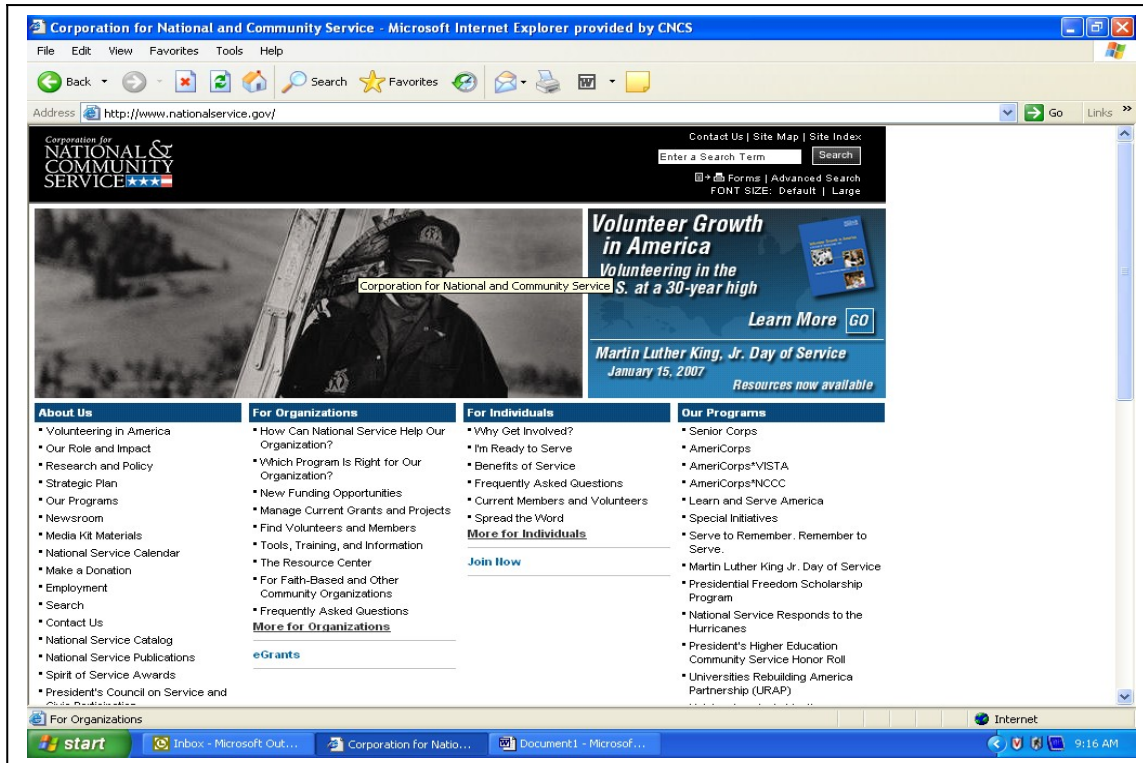 Corporation for National and Community Service - Microsoft Internet Explorer provided by CNCS
File Edit View Favorites Tools Help
Back Search Favorites
Address http://www.nationalservice.gov/ Go Links »
Contact Us | Site Map | Site Index
Corporation for
NATIONAL &
COMMUNITY
SERVICE
Enter a Search Term Search
Forms | Advanced Search
FONT SIZE: Default | Large
Corporation for National and Community Service
Volunteer Growth
in America
Volunteering in the
U.S. at a 30-year high
Learn More GO
Martin Luther King, Jr. Day of Service
January 15, 2007
Resources now available
About Us
Volunteering in America
Our Role and Impact
Research and Policy
Strategic Plan
Our Programs
Newsroom
Media Kit Materials
National Service Calendar
Make a Donation
Employment
Search
Contact Us
National Service Catalog
National Service Publications
Spirit of Service Awards
President's Council on Service and
Civic Participation
For Organizations
How Can National Service Help Our
Organization?
Which Program Is Right for Our
Organization?
New Funding Opportunities
Manage Current Grants and Projects
Find Volunteers and Members
Tools, Training, and Information
The Resource Center
For Faith-Based and Other
Community Organizations
Frequently Asked Questions
More for Organizations
eGrants
For Individuals
Why Get Involved?
I'm Ready to Serve
Benefits of Service
Frequently Asked Questions
Current Members and Volunteers
Spread the Word
More for Individuals
Join Now
Our Programs
Senior Corps
AmeriCorps
AmeriCorps*VISTA
AmeriCorps*NCCC
Learn and Serve America
Special Initiatives
Serve to Remember. Remember to
Serve.
Martin Luther King Jr. Day of Service
Presidential Freedom Scholarship
Program
National Service Responds to the
Hurricanes
President's Higher Education
Community Service Honor Roll
Universities Rebuilding America
Partnership (URAP)
For Organizations Internet
start Inbox - Microsoft Out... Corporation for Natio... Document1 - Microsof... 9:16 AM